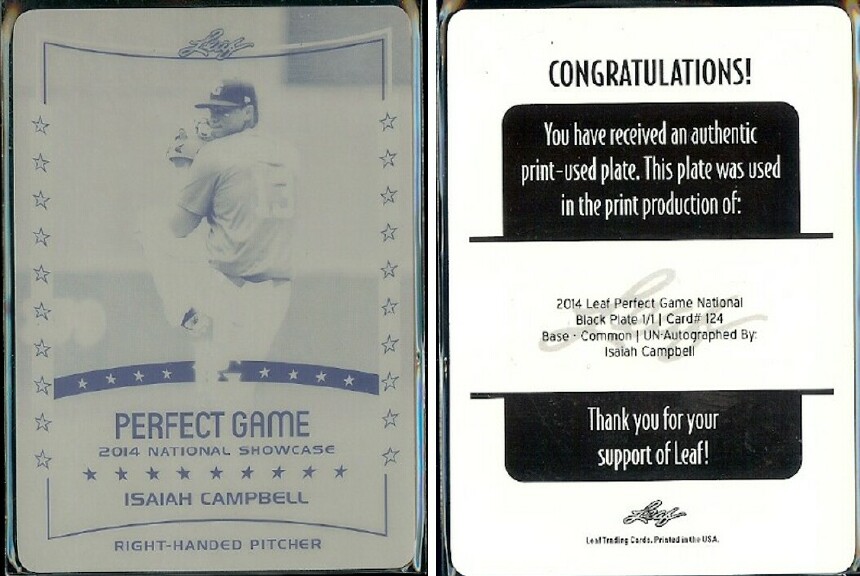 Leaf
PERFECT GAME
2014 NATIONAL SHOWCASE
ISAIAH CAMPBELL
RIGHT-HANDED PITCHER
CONGRATULATIONS!
You have received an authentic
print-used plate. This plate was used
in the print production of:
2014 Leaf Perfect Game National
Black Plate 1/1 | Card# 124
Base - Common | UN-Autographed By:
Isaiah Campbell
Thank you for your
support of Leaf!
Leaf
Leaf Trading Cards. Printed in the USA.